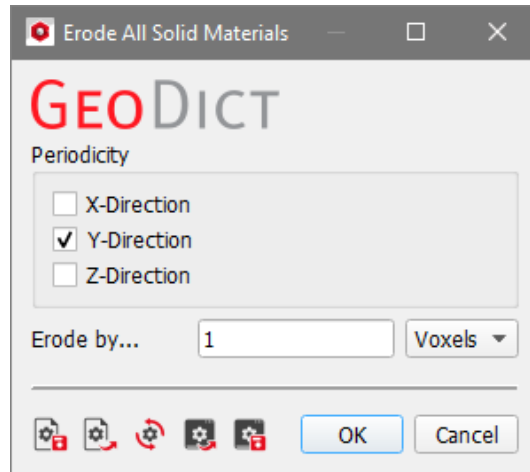 Erode All Solid Materials
GEODICT
Periodicity
X-Direction
Y-Direction
Z-Direction
Erode by... 1 Voxels
OK Cancel